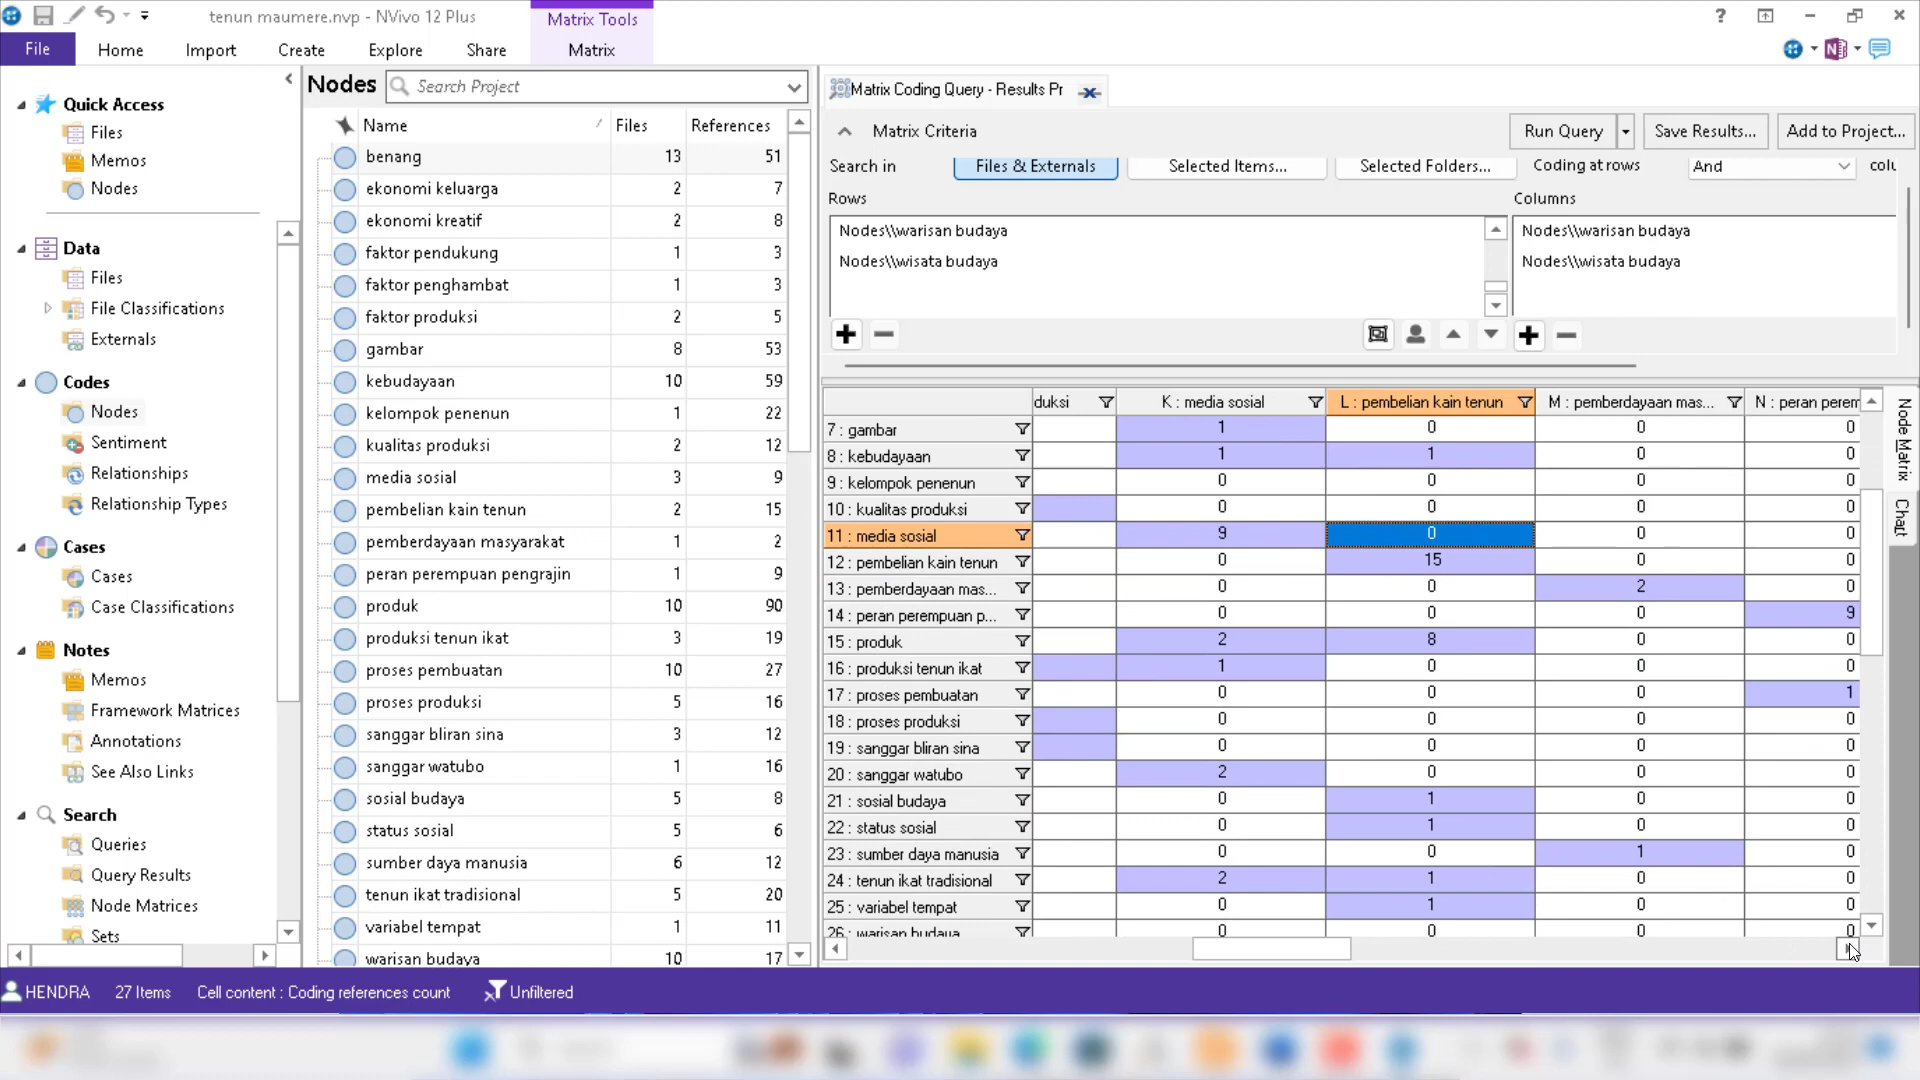 tenun maumere.nvp - NVivo 12 Plus
Matrix Tools
?
File
Home
Import
Create
Explore
Share
Matrix
Quick Access
Files
Memos
Nodes
Data
Files
File Classifications
Externals
Codes
Nodes
Sentiment
Relationships
Relationship Types
Cases
Cases
Case Classifications
Notes
Memos
Framework Matrices
Annotations
See Also Links
Search
Queries
Query Results
Node Matrices
Sets
Nodes
Search Project
Name Files References
benang 13 51
ekonomi keluarga 2 7
ekonomi kreatif 2 8
faktor pendukung 1 3
faktor penghambat 1 3
faktor produksi 2 5
gambar 8 53
kebudayaan 10 59
kelompok penenun 1 22
kualitas produksi 2 12
media sosial 3 9
pembelian kain tenun 2 15
pemberdayaan masyarakat 1 2
peran perempuan pengrajin 1 9
produk 10 90
produksi tenun ikat 3 19
proses pembuatan 10 27
proses produksi 5 16
sanggar bliran sina 3 12
sanggar watubo 1 16
sosial budaya 5 8
status sosial 5 6
sumber daya manusia 6 12
tenun ikat tradisional 5 20
variabel tempat 1 11
warisan budaya 10 17
Matrix Coding Query - Results Pr
Matrix Criteria
Run Query
Save Results...
Add to Project...
Search in
Files & Externals
Selected Items...
Selected Folders...
Coding at rows
And
colu
Rows
Columns
Nodes\\warisan budaya
Nodes\\wisata budaya
Nodes\\warisan budaya
Nodes\\wisata budaya
duksi K : media sosial L : pembelian kain tenun M : pemberdayaan mas... N : peran perem
7 : gambar 1 0 0 0
8 : kebudayaan 1 1 0 0
9 : kelompok penenun 0 0 0 0
10 : kualitas produksi 0 0 0 0
11 : media sosial 9 0 0 0
12 : pembelian kain tenun 0 15 0 0
13 : pemberdayaan mas... 0 0 2 0
14 : peran perempuan p... 0 0 0 9
15 : produk 2 8 0 0
16 : produksi tenun ikat 1 0 0 0
17 : proses pembuatan 0 0 0 1
18 : proses produksi 0 0 0 0
19 : sanggar bliran sina 0 0 0 0
20 : sanggar watubo 2 0 0 0
21 : sosial budaya 0 1 0 0
22 : status sosial 0 1 0 0
23 : sumber daya manusia 0 0 1 0
24 : tenun ikat tradisional 2 1 0 0
25 : variabel tempat 0 1 0 0
26 : warisan budaya 0 0 0 0
Node Matrix
Chart
HENDRA
27 Items
Cell content : Coding references count
Unfiltered